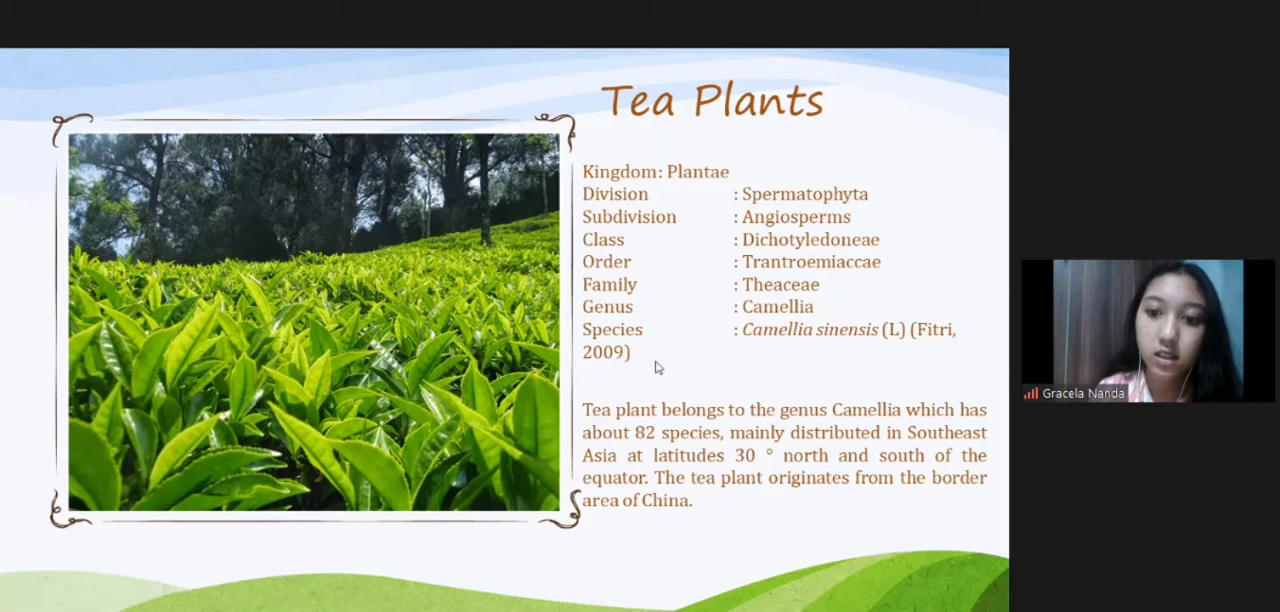 Tea Plants
Kingdom: Plantae
Division : Spermatophyta
Subdivision : Angiosperms
Class : Dichotyledoneae
Order : Trantroemiaccae
Family : Theaceae
Genus : Camellia
Species : Camellia sinensis (L) (Fitri,
2009)
Tea plant belongs to the genus Camellia which has
about 82 species, mainly distributed in Southeast
Asia at latitudes 30 ° north and south of the
equator. The tea plant originates from the border
area of China.
Gracela Nanda